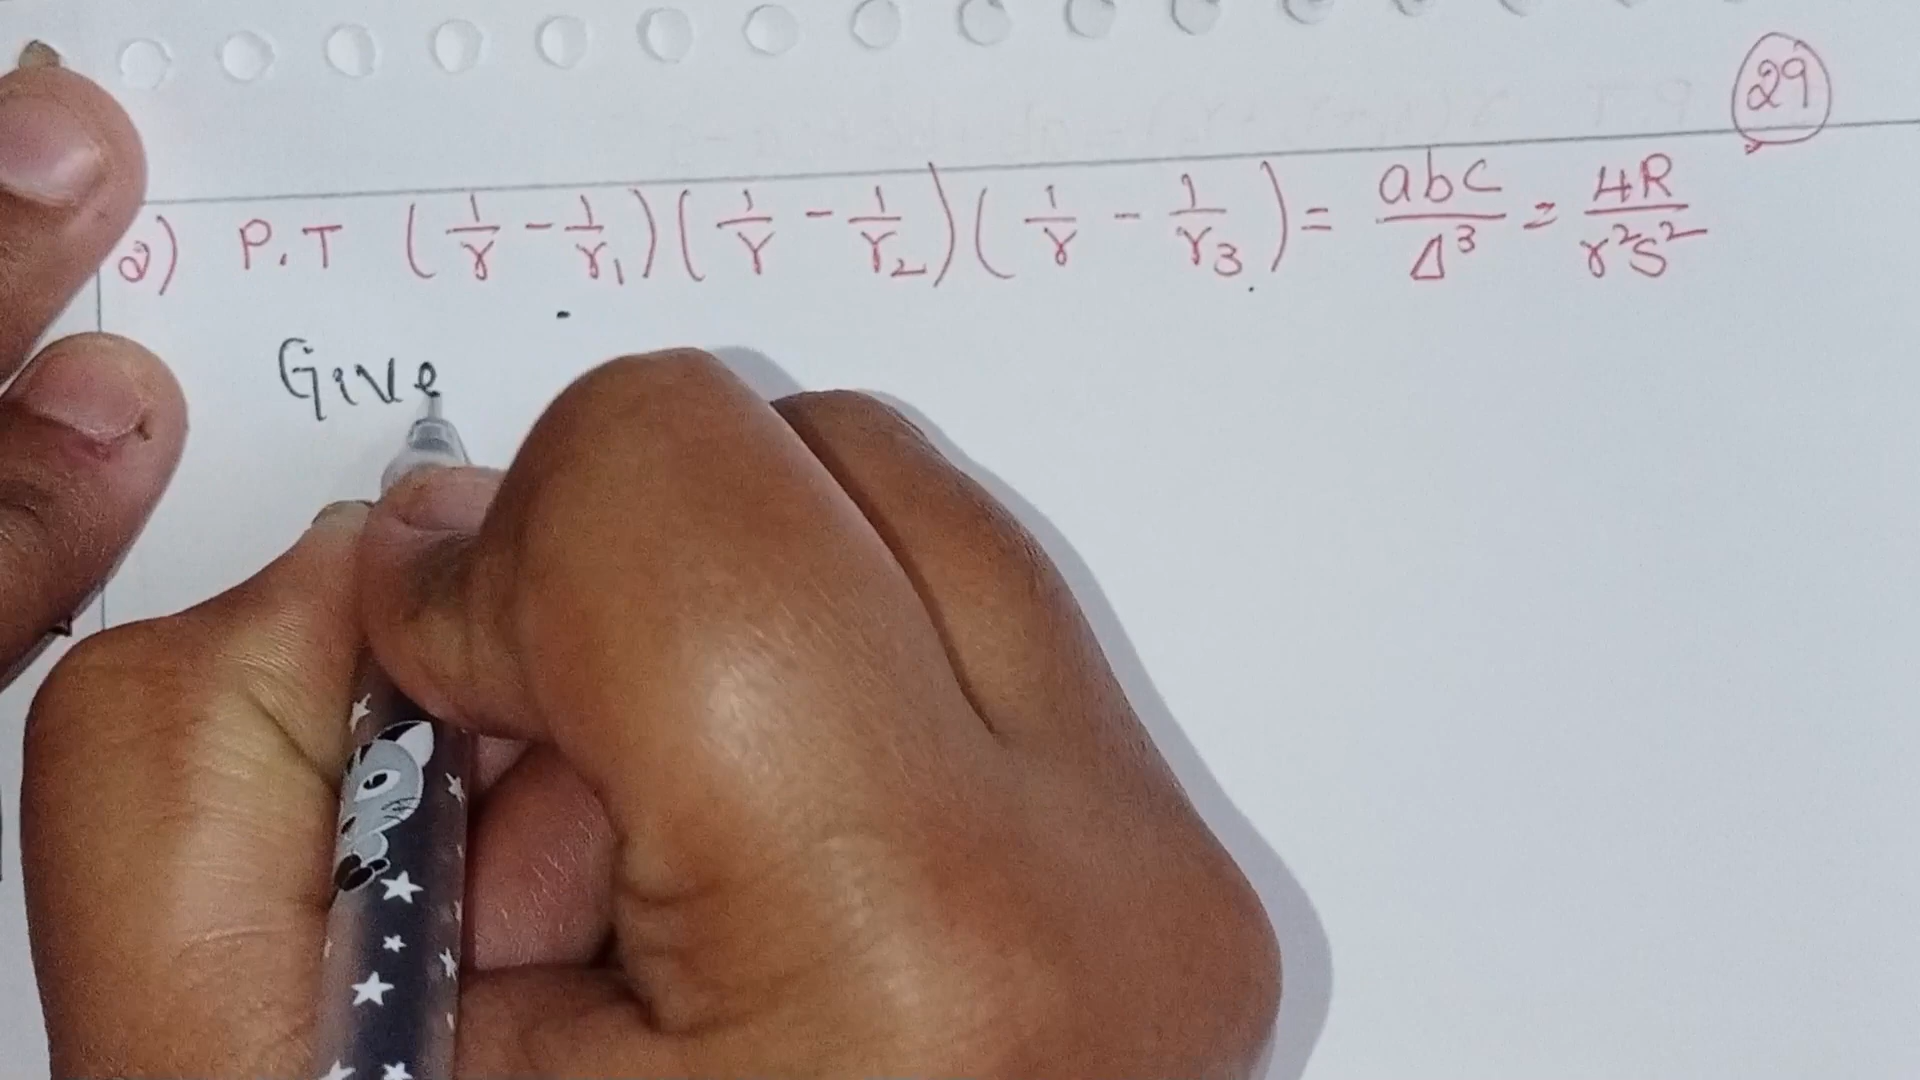 29
2) P.T (1/r - 1/r₁)(1/r - 1/r₂)(1/r - 1/r₃) = abc/Δ³ = 4R/r²s²
Give